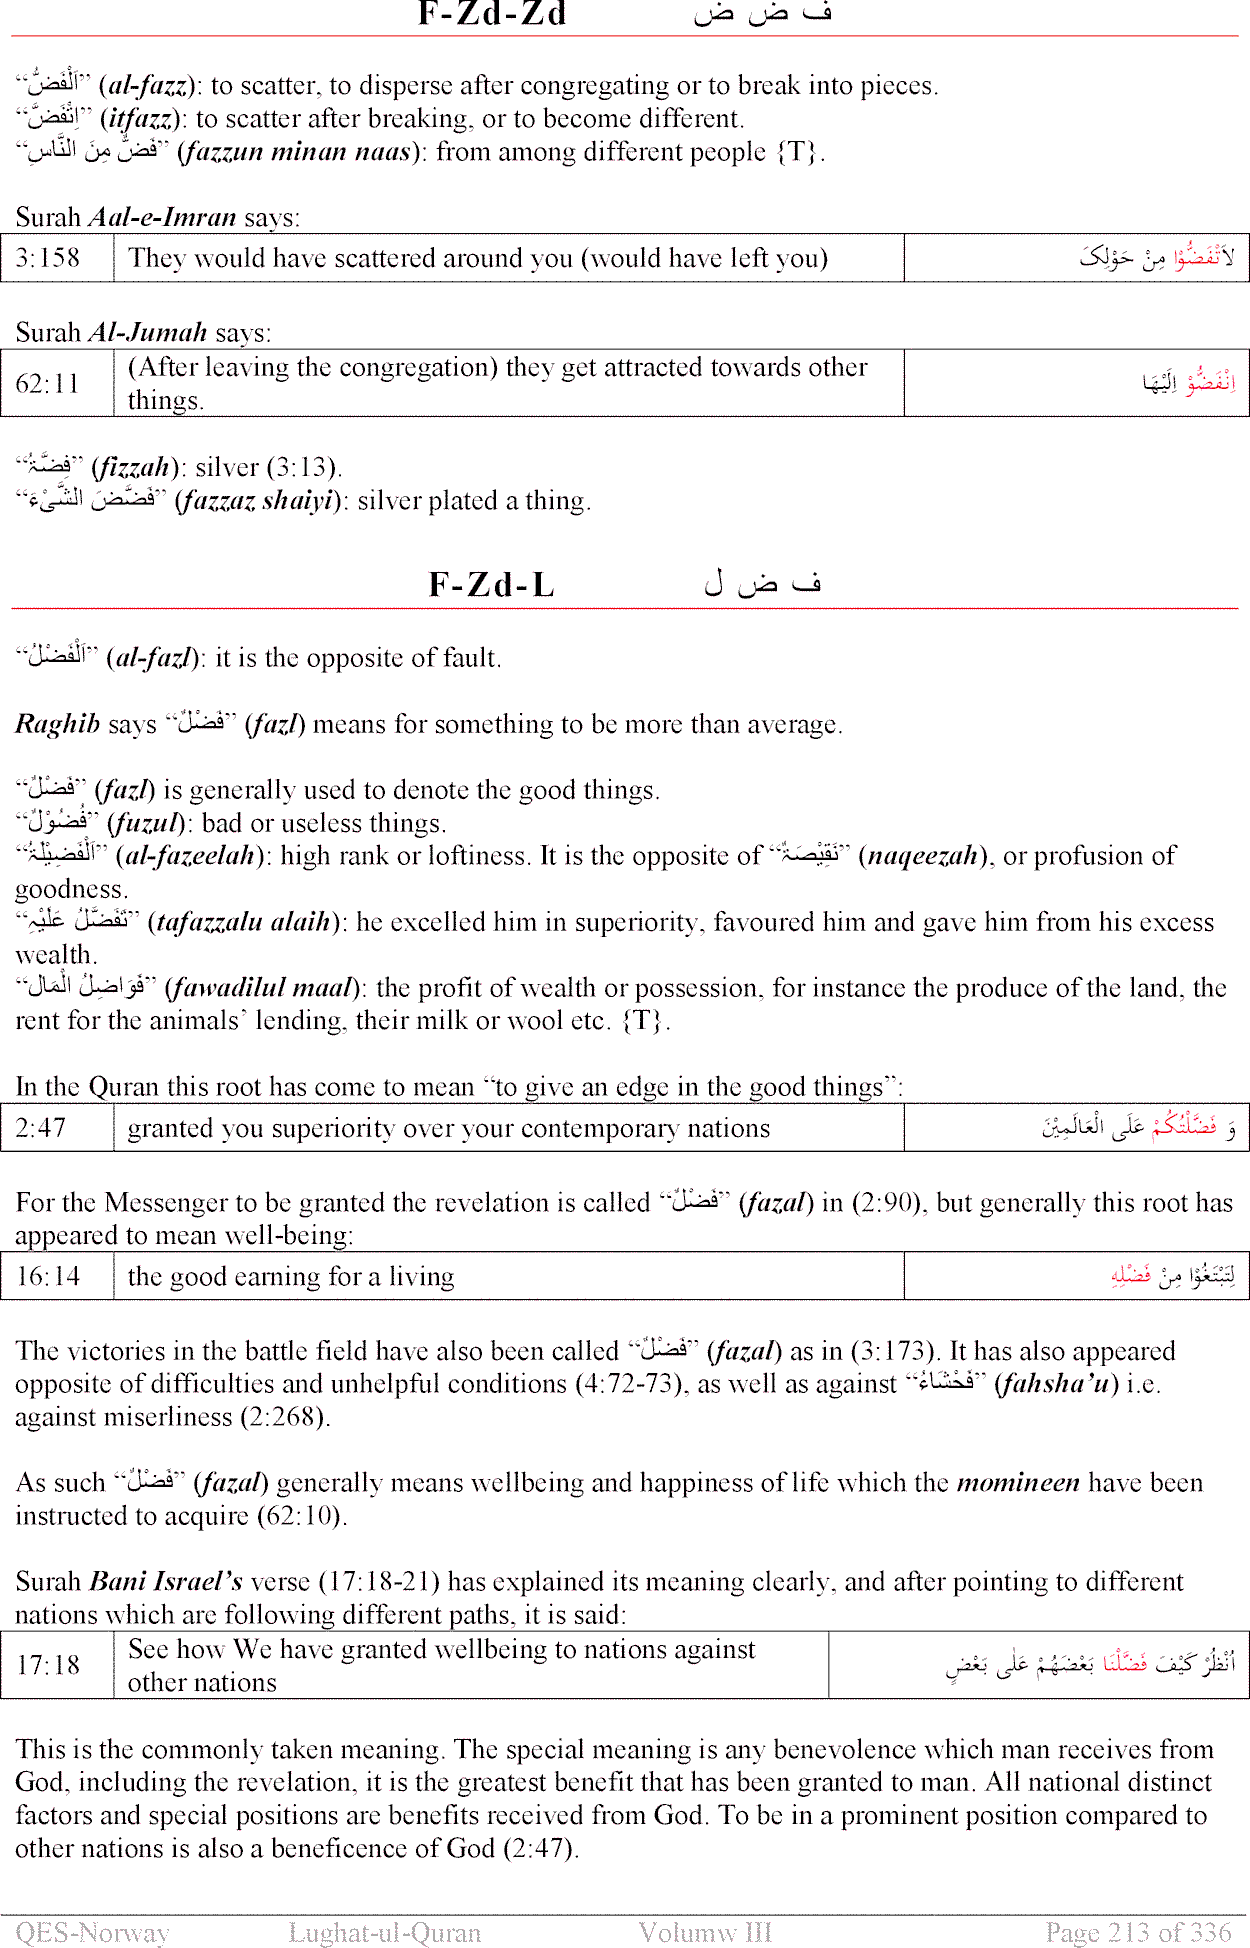 F-Zd-Zd ف ض ض
“اَلْفَضُّ” (al-fazz): to scatter, to disperse after congregating or to break into pieces.
“اِتْفَضَّ” (itfazz): to scatter after breaking, or to become different.
“فَضٌّ مِنَ النَّاسِ” (fazzun minan naas): from among different people {T}.
Surah Aal-e-Imran says:
3:158 They would have scattered around you (would have left you) لاَنْفَضُّوْا مِنْ حَوْلِکَ
Surah Al-Jumah says:
62:11 (After leaving the congregation) they get attracted towards other things. اِنْفَضُّوْ اِلَيْهَا
“فِضَّۃُ” (fizzah): silver (3:13).
“فَضَّضَ الشَّیْءَ” (fazzaz shaiyi): silver plated a thing.
F-Zd-L ف ض ل
“اَلْفَضْلُ” (al-fazl): it is the opposite of fault.
Raghib says “فَضْلٌ” (fazl) means for something to be more than average.
“فَضْلٌ” (fazl) is generally used to denote the good things.
“فُضُوْلٌ” (fuzul): bad or useless things.
“اَلْفَضِيْلَۃُ” (al-fazeelah): high rank or loftiness. It is the opposite of “نَقِيْصَۃٌ” (naqeezah), or profusion of
goodness.
“تَفَضَّلُ عَلَيْہِ” (tafazzalu alaih): he excelled him in superiority, favoured him and gave him from his excess
wealth.
“فَوَاضِلُ الْمَال” (fawadilul maal): the profit of wealth or possession, for instance the produce of the land, the
rent for the animals’ lending, their milk or wool etc. {T}.
In the Quran this root has come to mean “to give an edge in the good things”:
2:47 granted you superiority over your contemporary nations وَ فَضَّلْتُكُمْ عَلَى الْعَالَمِيْنَ
For the Messenger to be granted the revelation is called “فَضْلٌ” (fazal) in (2:90), but generally this root has
appeared to mean well-being:
16:14 the good earning for a living لِتَبْتَغُوْا مِنْ فَضْلِهِ
The victories in the battle field have also been called “فَضْلٌ” (fazal) as in (3:173). It has also appeared
opposite of difficulties and unhelpful conditions (4:72-73), as well as against “فَحْشَاءُ” (fahsha’u) i.e.
against miserliness (2:268).
As such “فَضْلٌ” (fazal) generally means wellbeing and happiness of life which the momineen have been
instructed to acquire (62:10).
Surah Bani Israel’s verse (17:18-21) has explained its meaning clearly, and after pointing to different
nations which are following different paths, it is said:
17:18 See how We have granted wellbeing to nations against other nations اُنْظُرْ كَيْفَ فَضَّلْنَا بَعْضَهُمْ عَلٰى بَعْضٍ
This is the commonly taken meaning. The special meaning is any benevolence which man receives from
God, including the revelation, it is the greatest benefit that has been granted to man. All national distinct
factors and special positions are benefits received from God. To be in a prominent position compared to
other nations is also a beneficence of God (2:47).
QES-Norway Lughat-ul-Quran Volumw III Page 213 of 336